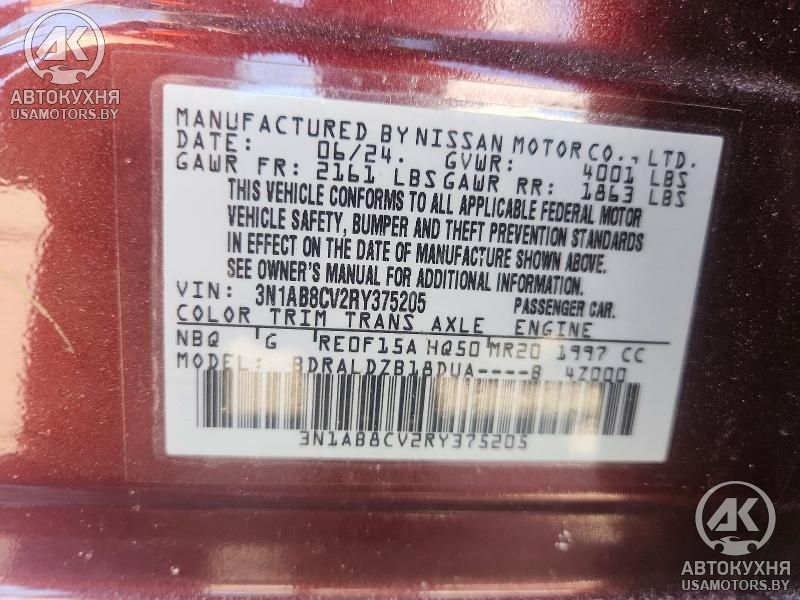 АК
АВТОКУХНЯ
USAMOTORS.BY
MANUFACTURED BY NISSAN MOTOR CO., LTD.
DATE: 06/24. GVWR: 4001 LBS
GAWR FR: 2161 LBS GAWR RR: 1863 LBS
THIS VEHICLE CONFORMS TO ALL APPLICABLE FEDERAL MOTOR
VEHICLE SAFETY, BUMPER AND THEFT PREVENTION STANDARDS
IN EFFECT ON THE DATE OF MANUFACTURE SHOWN ABOVE.
SEE OWNER'S MANUAL FOR ADDITIONAL INFORMATION.
VIN: 3N1AB8CV2RY375205 PASSENGER CAR.
COLOR TRIM TRANS AXLE ENGINE
NBQ G RE0F15A HQ50 MR20 1997 CC
MODEL: BDRALDZB18DUA----B 4Z000
3N1AB8CV2RY375205
АК
АВТОКУХНЯ
USAMOTORS.BY